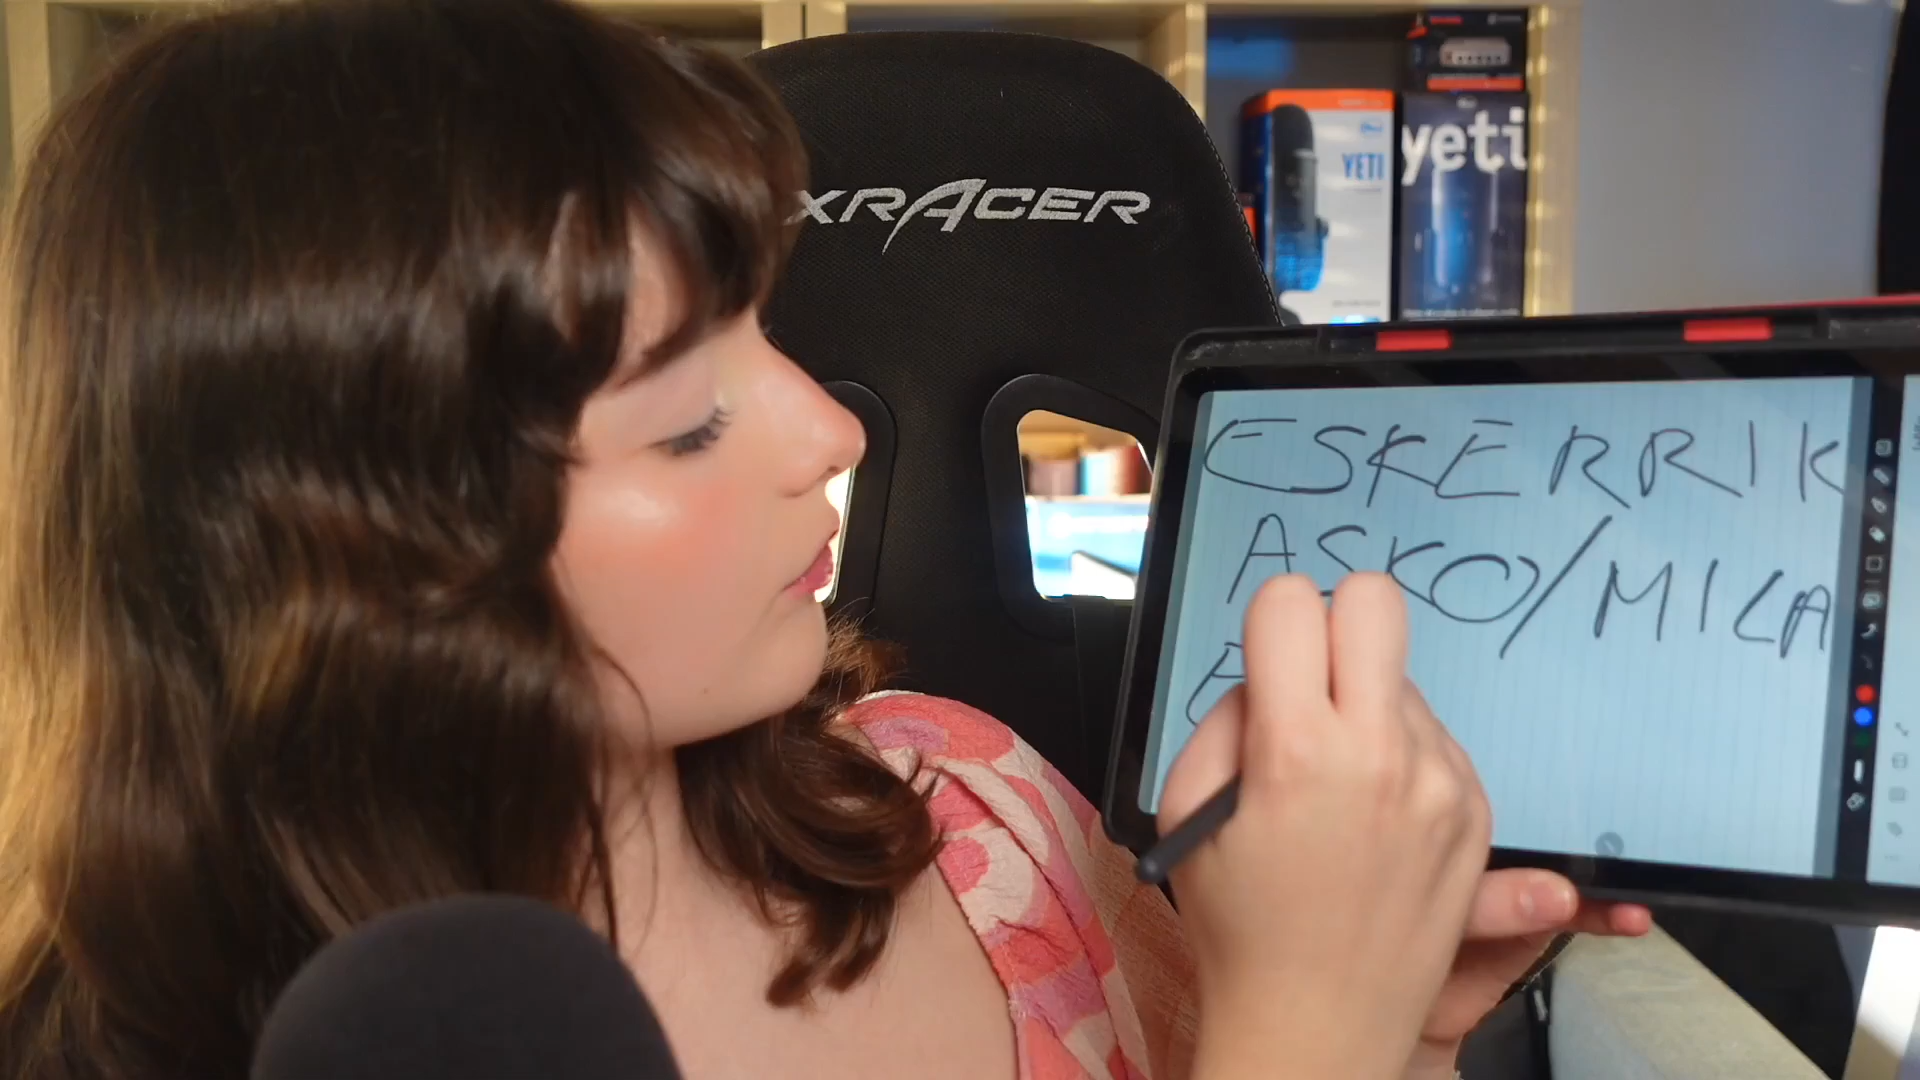 XRACER
YETI
yeti
ESKERRIK
ASKO/MILA
E